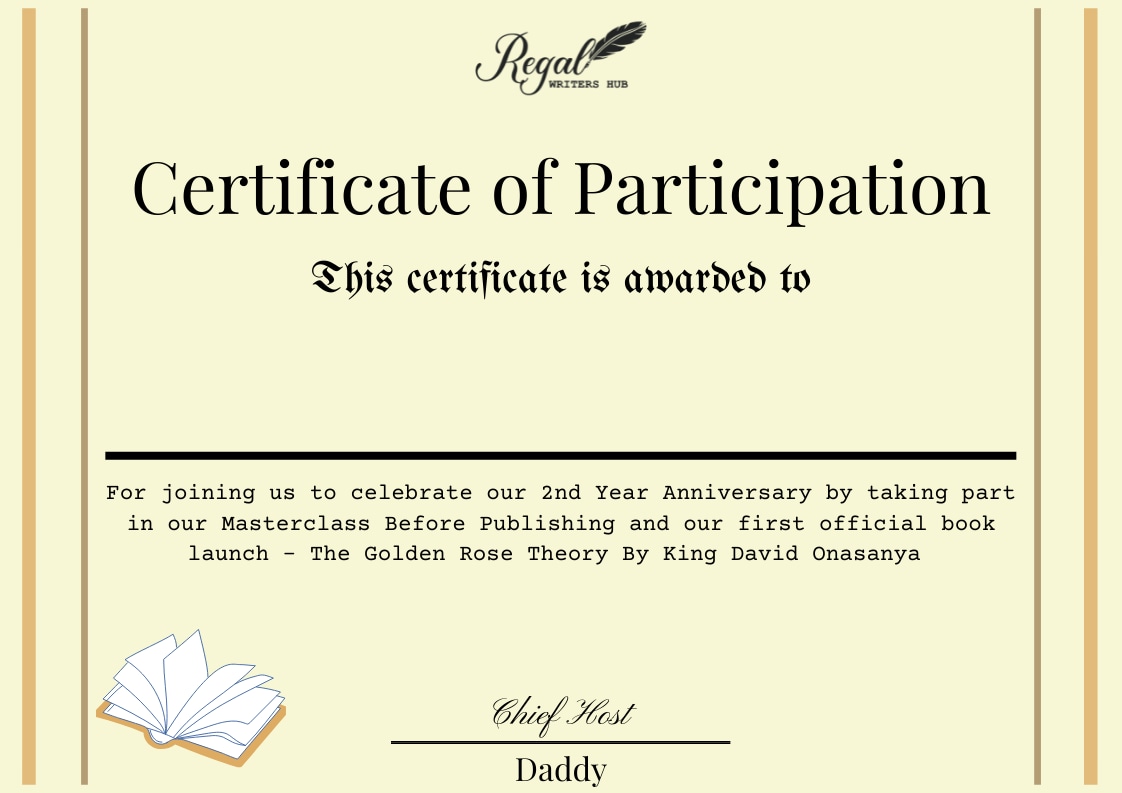 Regal
WRITERS HUB
Certificate of Participation
This certificate is awarded to
For joining us to celebrate our 2nd Year Anniversary by taking part
in our Masterclass Before Publishing and our first official book
launch - The Golden Rose Theory By King David Onasanya
Chief Host
Daddy